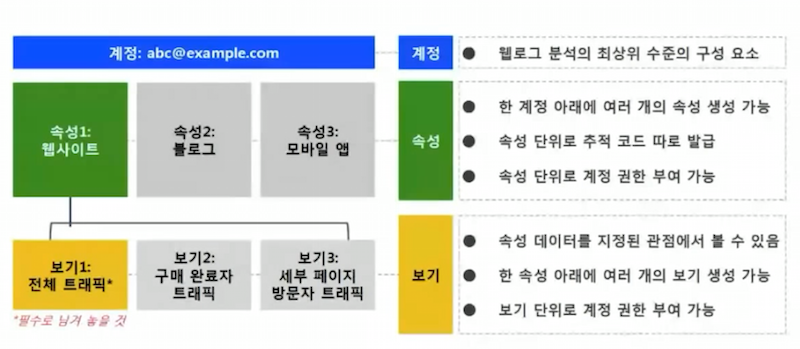 계정: abc@example.com
계정
● 웹로그 분석의 최상위 수준의 구성 요소
속성1:
웹사이트
속성2:
블로그
속성3:
모바일 앱
속성
● 한 계정 아래에 여러 개의 속성 생성 가능
● 속성 단위로 추적 코드 따로 발급
● 속성 단위로 계정 권한 부여 가능
보기1:
전체 트래픽*
보기2:
구매 완료자
트래픽
보기3:
세부 페이지
방문자 트래픽
*필수로 남겨 놓을 것
보기
● 속성 데이터를 지정된 관점에서 볼 수 있음
● 한 속성 아래에 여러 개의 보기 생성 가능
● 보기 단위로 계정 권한 부여 가능